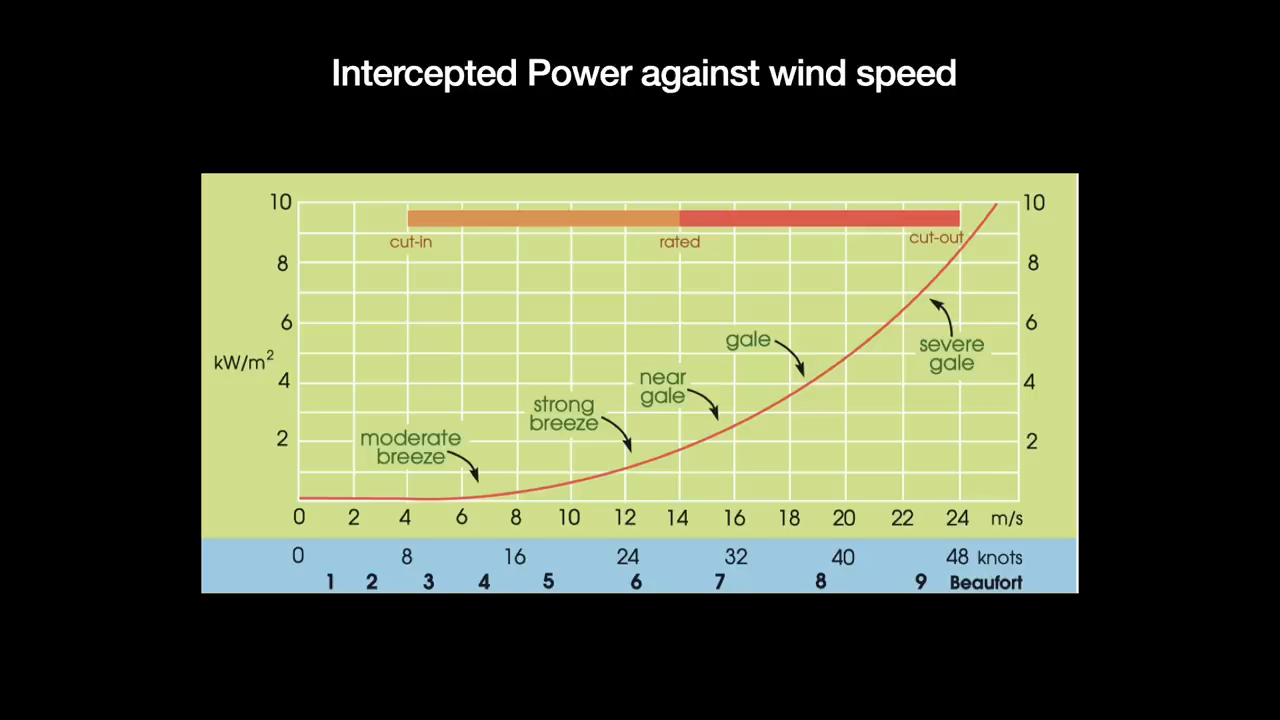 Intercepted Power against wind speed
10
10
cut-in
rated
cut-out
8
8
6
6
gale
severe
gale
kW/m²
near
gale
4
4
strong
breeze
moderate
breeze
2
2
0 2 4 6 8 10 12 14 16 18 20 22 24 m/s
0 8 16 24 32 40 48 knots
1 2 3 4 5 6 7 8 9 Beaufort